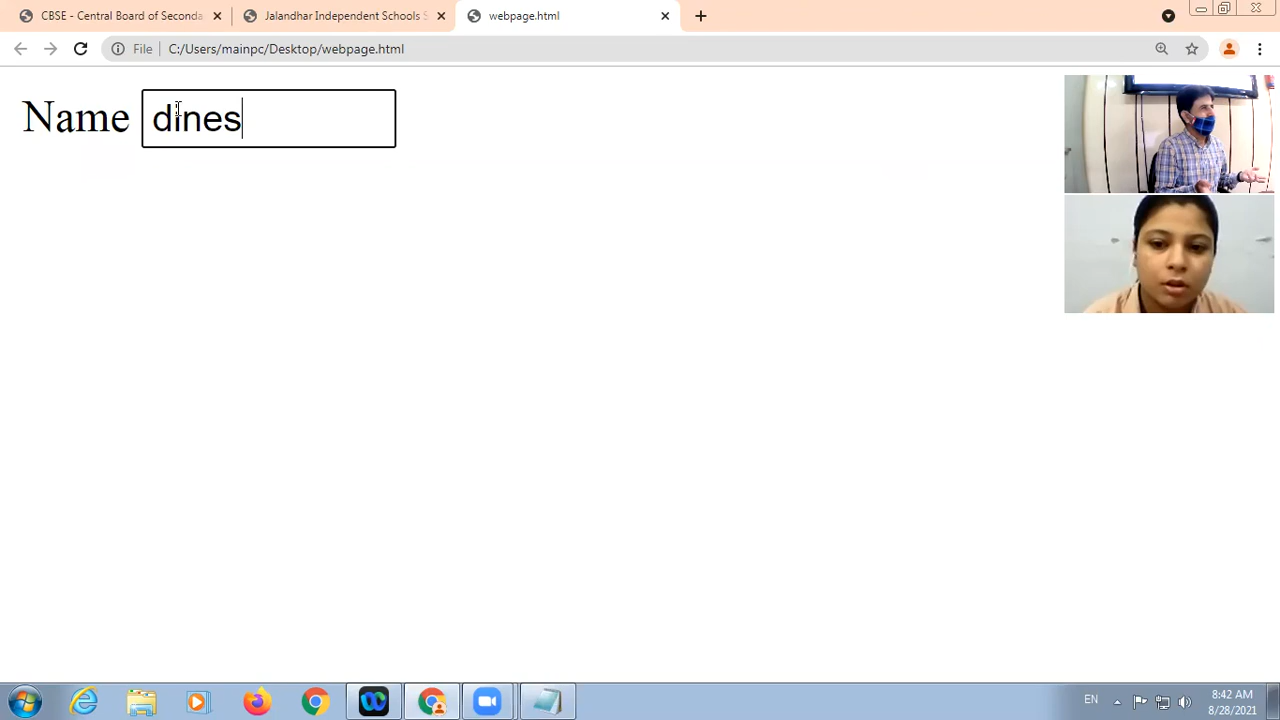 CBSE - Central Board of Seconda
Jalandhar Independent Schools S
webpage.html
File
C:/Users/mainpc/Desktop/webpage.html
Name
dines
EN
8:42 AM
8/28/2021